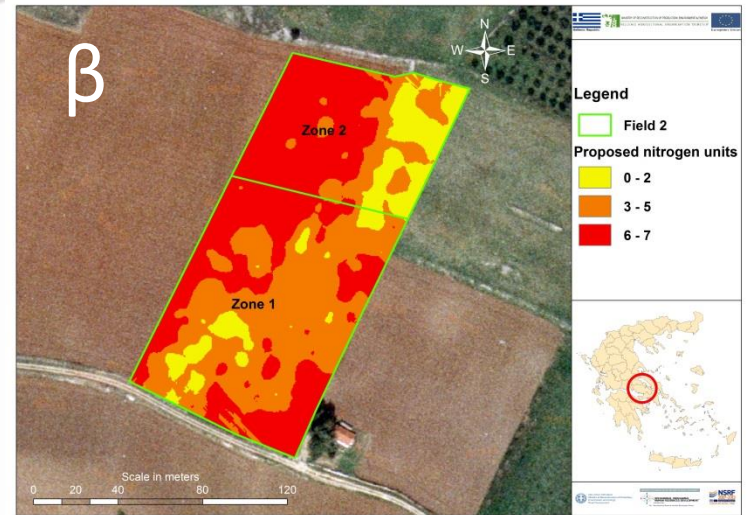 β
N
W E
S
Zone 2
Zone 1
Scale in meters
0 20 40 80 120
Legend
Field 2
Proposed nitrogen units
0 - 2
3 - 5
6 - 7
NSRF